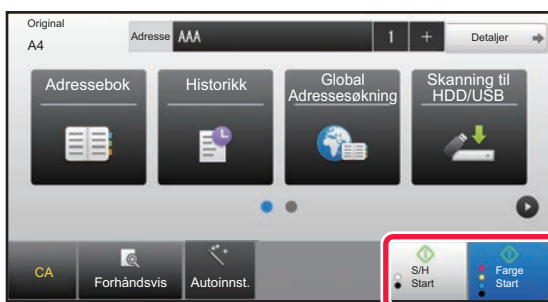 Original
A4
Adresse AAA 1 + Detaljer
Adressebok
Historikk
Global
Adressesøkning
Skanning til
HDD/USB
CA
Forhåndsvis
Autoinnst.
S/H
Start
Farge
Start